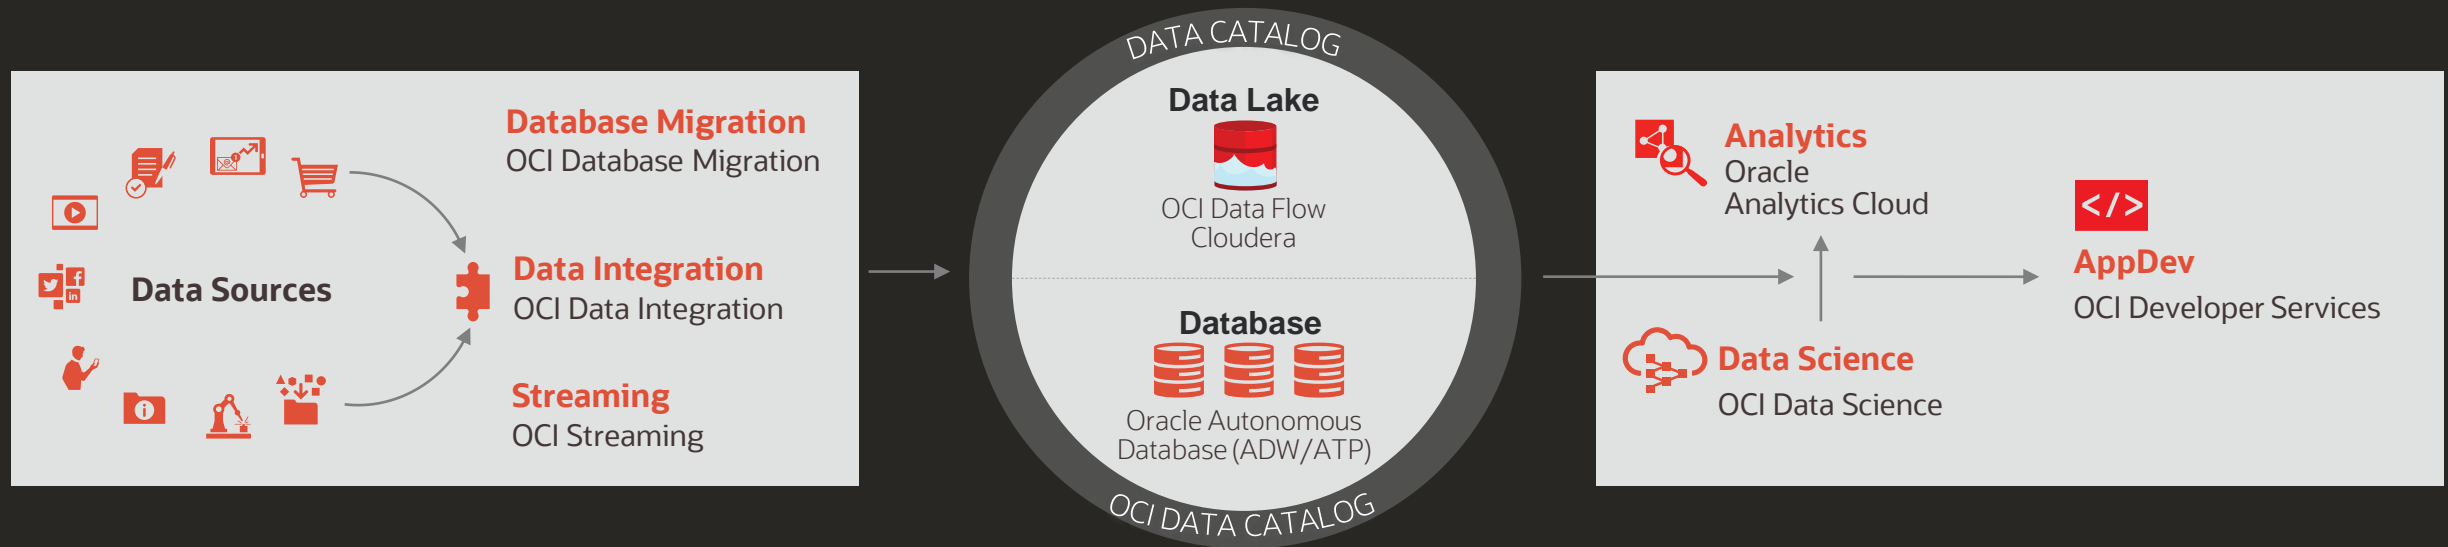 Data Sources
Database Migration
OCI Database Migration
Data Integration
OCI Data Integration
Streaming
OCI Streaming
DATA CATALOG
Data Lake
OCI Data Flow
Cloudera
Database
Oracle Autonomous
Database (ADW/ATP)
OCI DATA CATALOG
Analytics
Oracle
Analytics Cloud
Data Science
OCI Data Science
</>
AppDev
OCI Developer Services